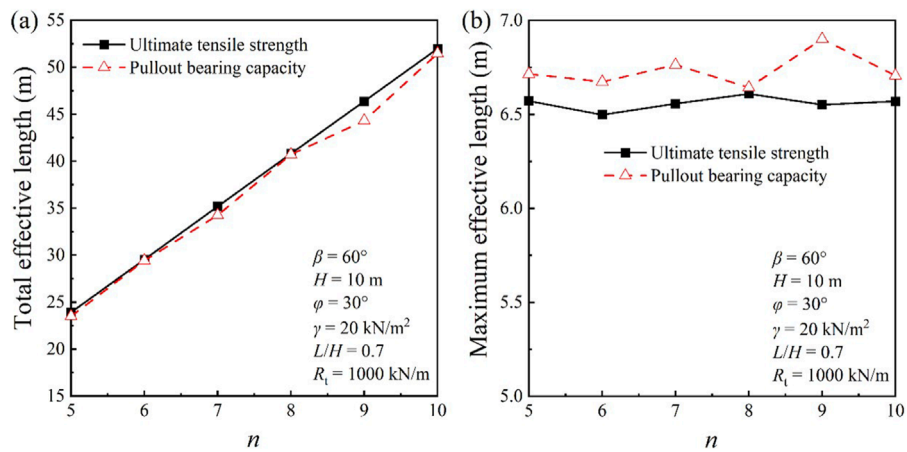 (a)
Total effective length (m)
55
50
45
40
35
30
25
20
15
Ultimate tensile strength
Pullout bearing capacity
β = 60°
H = 10 m
φ = 30°
γ = 20 kN/m²
L/H = 0.7
Rₜ = 1000 kN/m
5 6 7 8 9 10
n
(b)
Maximum effective length (m)
7.0
6.5
6.0
5.5
5.0
Ultimate tensile strength
Pullout bearing capacity
β = 60°
H = 10 m
φ = 30°
γ = 20 kN/m²
L/H = 0.7
Rₜ = 1000 kN/m
5 6 7 8 9 10
n